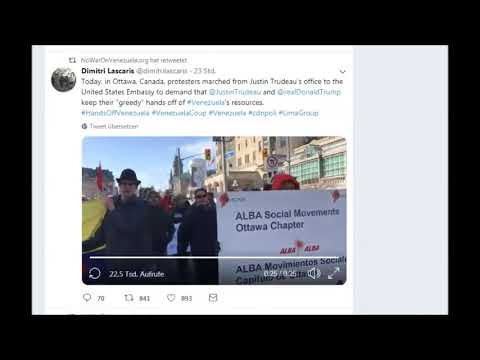 NoWarOnVenezuela.org hat retweetet
Dimitri Lascaris @dimitrilascaris · 23 Std.
Today, in Ottawa, Canada, protesters marched from Justin Trudeau's office to the
United States Embassy to demand that @JustinTrudeau and @realDonaldTrump
keep their "greedy" hands off of #Venezuela's resources.
#HandsOffVenezuela #VenezuelaCoup #Venezuela #cdnpoli #LimaGroup
Tweet übersetzen
ALBA Social Movements
Ottawa Chapter
ALBA ALBA
ALBA Movimientos Sociales
22,5 Tsd. Aufrufe
0:25 / 0:25
70 841 893